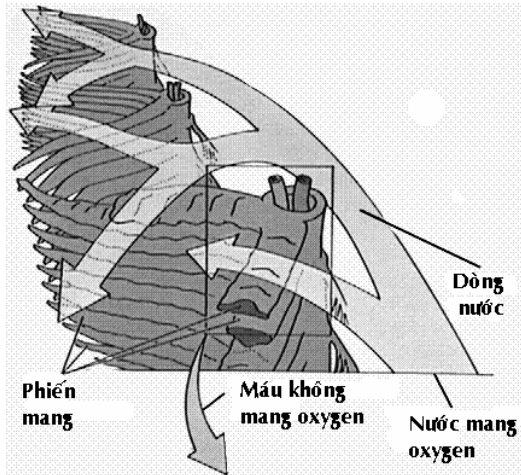 Dòng
nước
Phiến
mang
Máu không
mang oxygen
Nước mang
oxygen